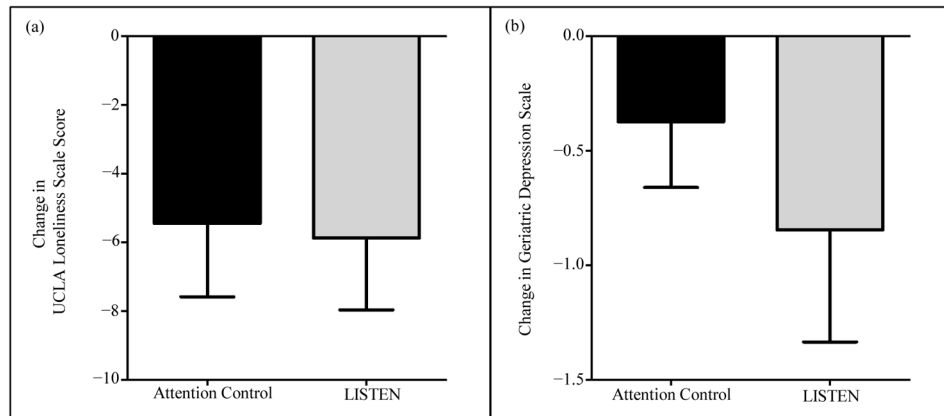 (a)
Change in
UCLA Loneliness Scale Score
0
−2
−4
−6
−8
−10
Attention Control
LISTEN
(b)
Change in Geriatric Depression Scale
0.0
−0.5
−1.0
−1.5
Attention Control
LISTEN